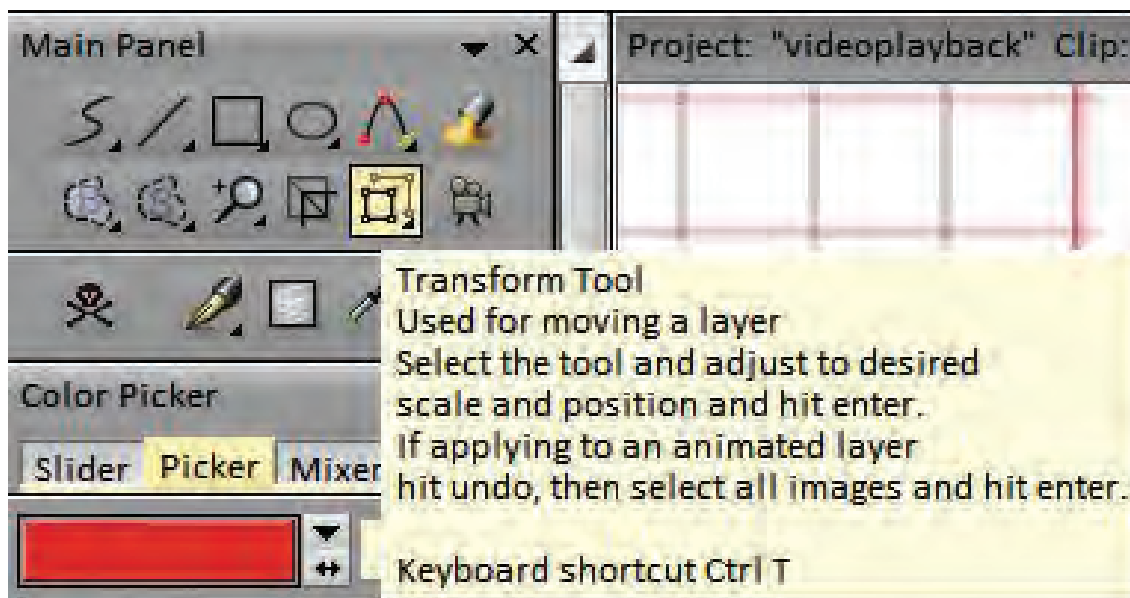 Main Panel
Project: "videoplayback" Clip:
Transform Tool
Used for moving a layer
Select the tool and adjust to desired
scale and position and hit enter.
If applying to an animated layer
hit undo, then select all images and hit enter.
Keyboard shortcut Ctrl T
Color Picker
Slider Picker Mixer